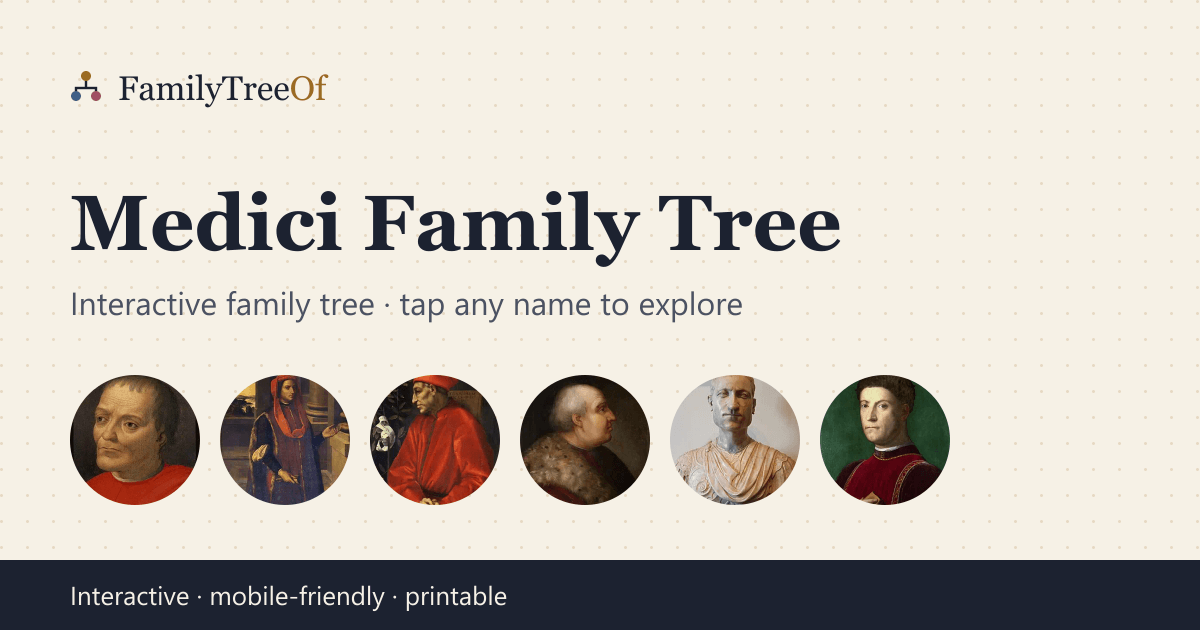 FamilyTreeOf
Medici Family Tree
Interactive family tree · tap any name to explore
Interactive · mobile-friendly · printable